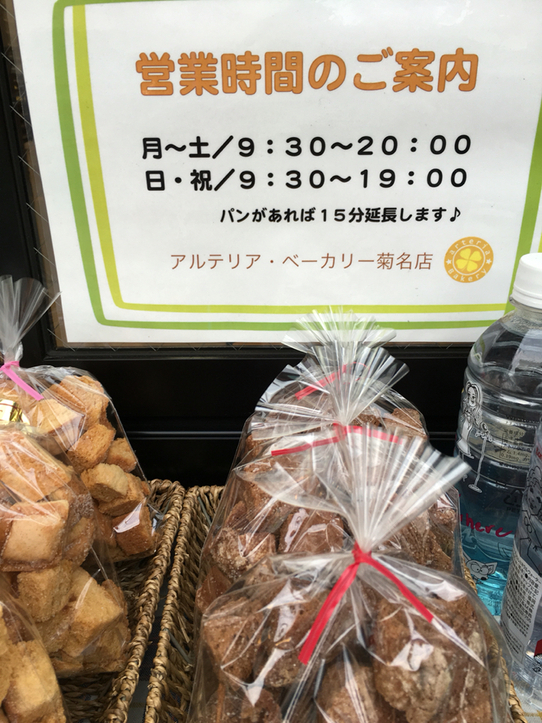 営業時間のご案内
月〜土／９：３０〜２０：００
日・祝／９：３０〜１９：００
パンがあれば１５分延長します♪
アルテリア・ベーカリー菊名店
Arteria
Bakery